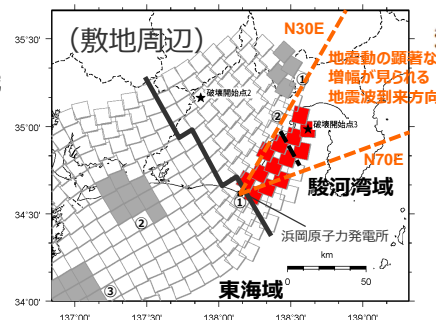 35°30'
35°00'
34°30'
34°00'
137°00'
137°30'
138°00'
138°30'
139°00'
(敷地周辺)
N30E
地震動の顕著な
増幅が見られる
地震波到来方向
①
②
破壊開始点2
破壊開始点3
N70E
駿河湾域
①
浜岡原子力発電所
②
③
東海域
km
0
50